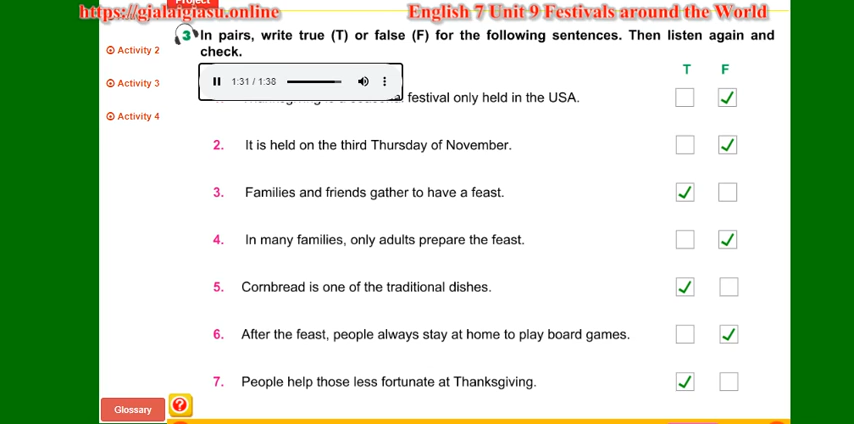 Project
https://gjalaigiasu.online
English 7 Unit 9 Festivals around the World
3 In pairs, write true (T) or false (F) for the following sentences. Then listen again and
check.
Activity 2
Activity 3
Activity 4
1:31 / 1:38
T F
festival only held in the USA.
2. It is held on the third Thursday of November.
3. Families and friends gather to have a feast.
4. In many families, only adults prepare the feast.
5. Cornbread is one of the traditional dishes.
6. After the feast, people always stay at home to play board games.
7. People help those less fortunate at Thanksgiving.
Glossary
?